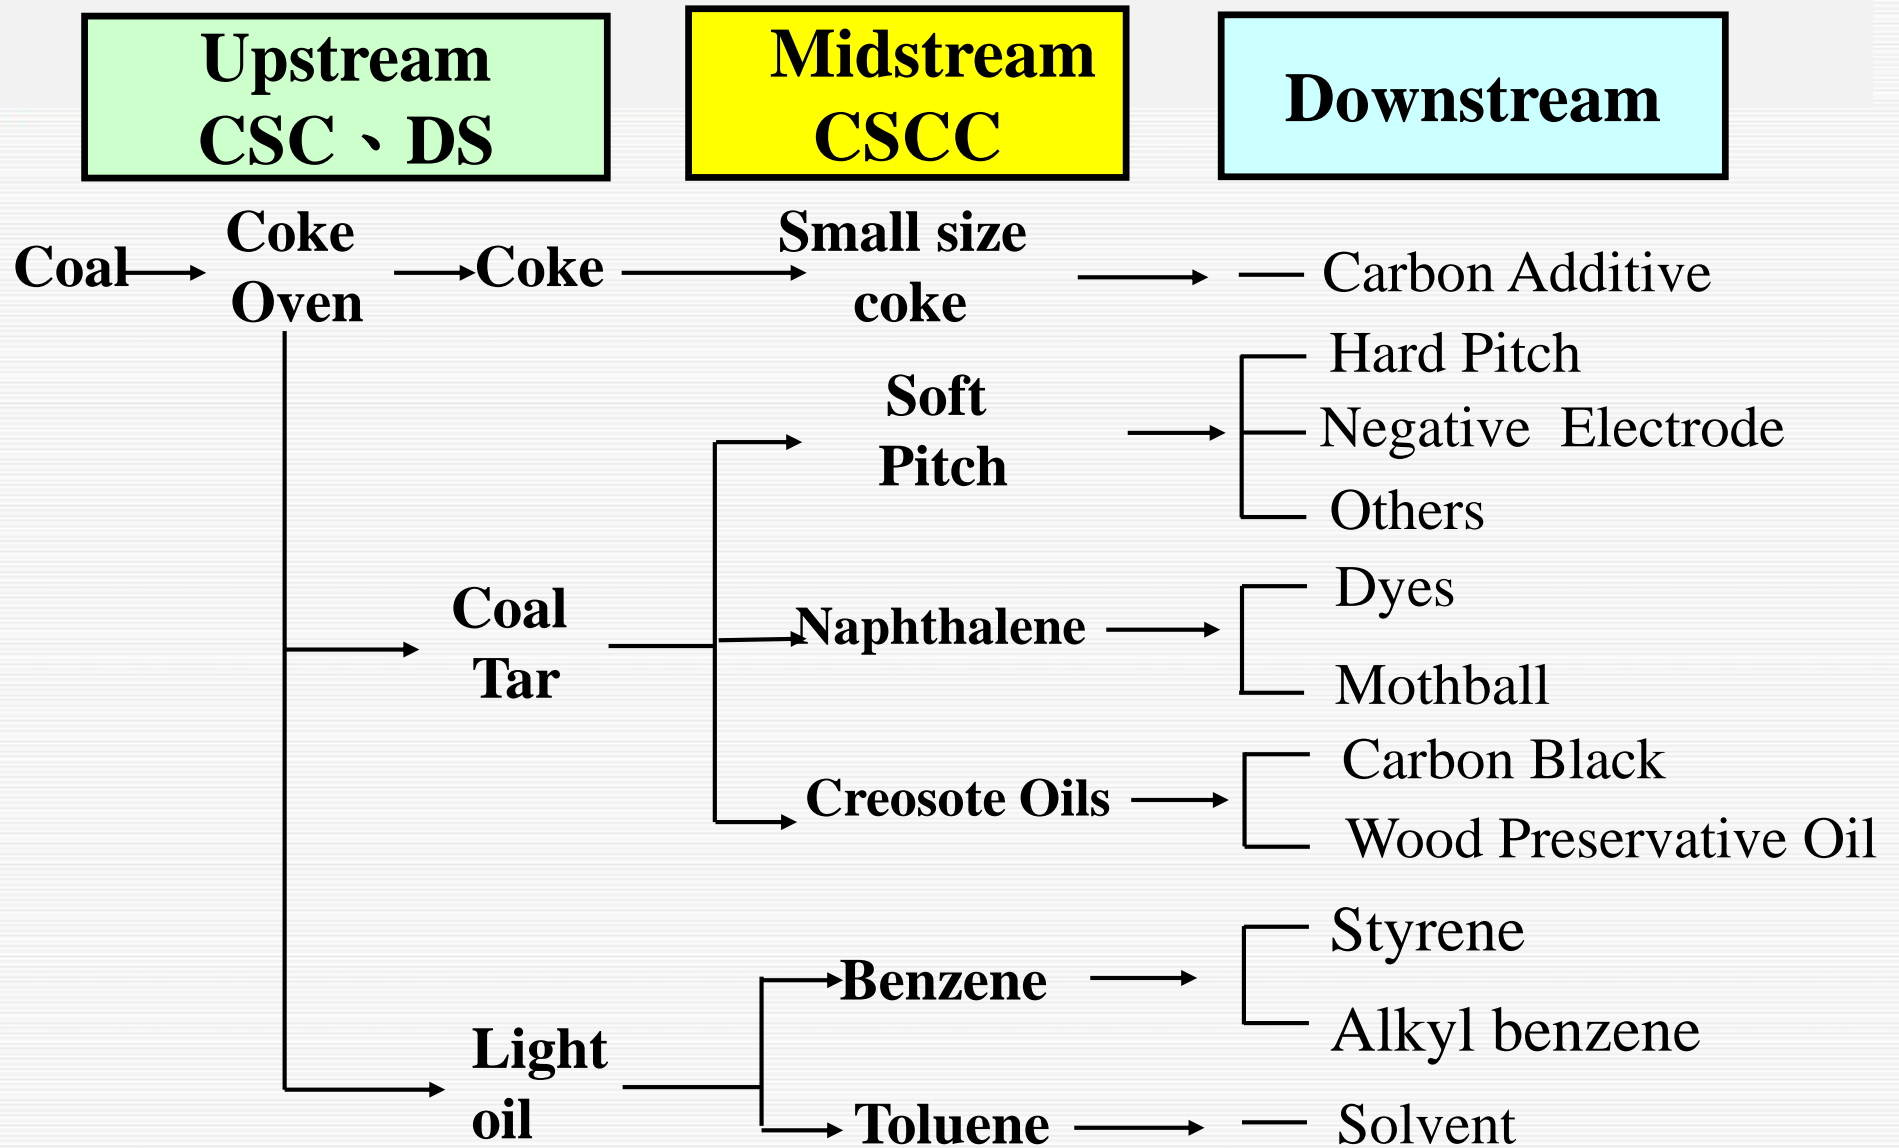 Upstream
CSC、DS
Midstream
CSCC
Downstream
Coal
Coke
Oven
Coke
Small size
coke
Carbon Additive
Soft
Pitch
Hard Pitch
Negative Electrode
Others
Coal
Tar
Naphthalene
Dyes
Mothball
Creosote Oils
Carbon Black
Wood Preservative Oil
Light
oil
Benzene
Styrene
Alkyl benzene
Toluene
Solvent